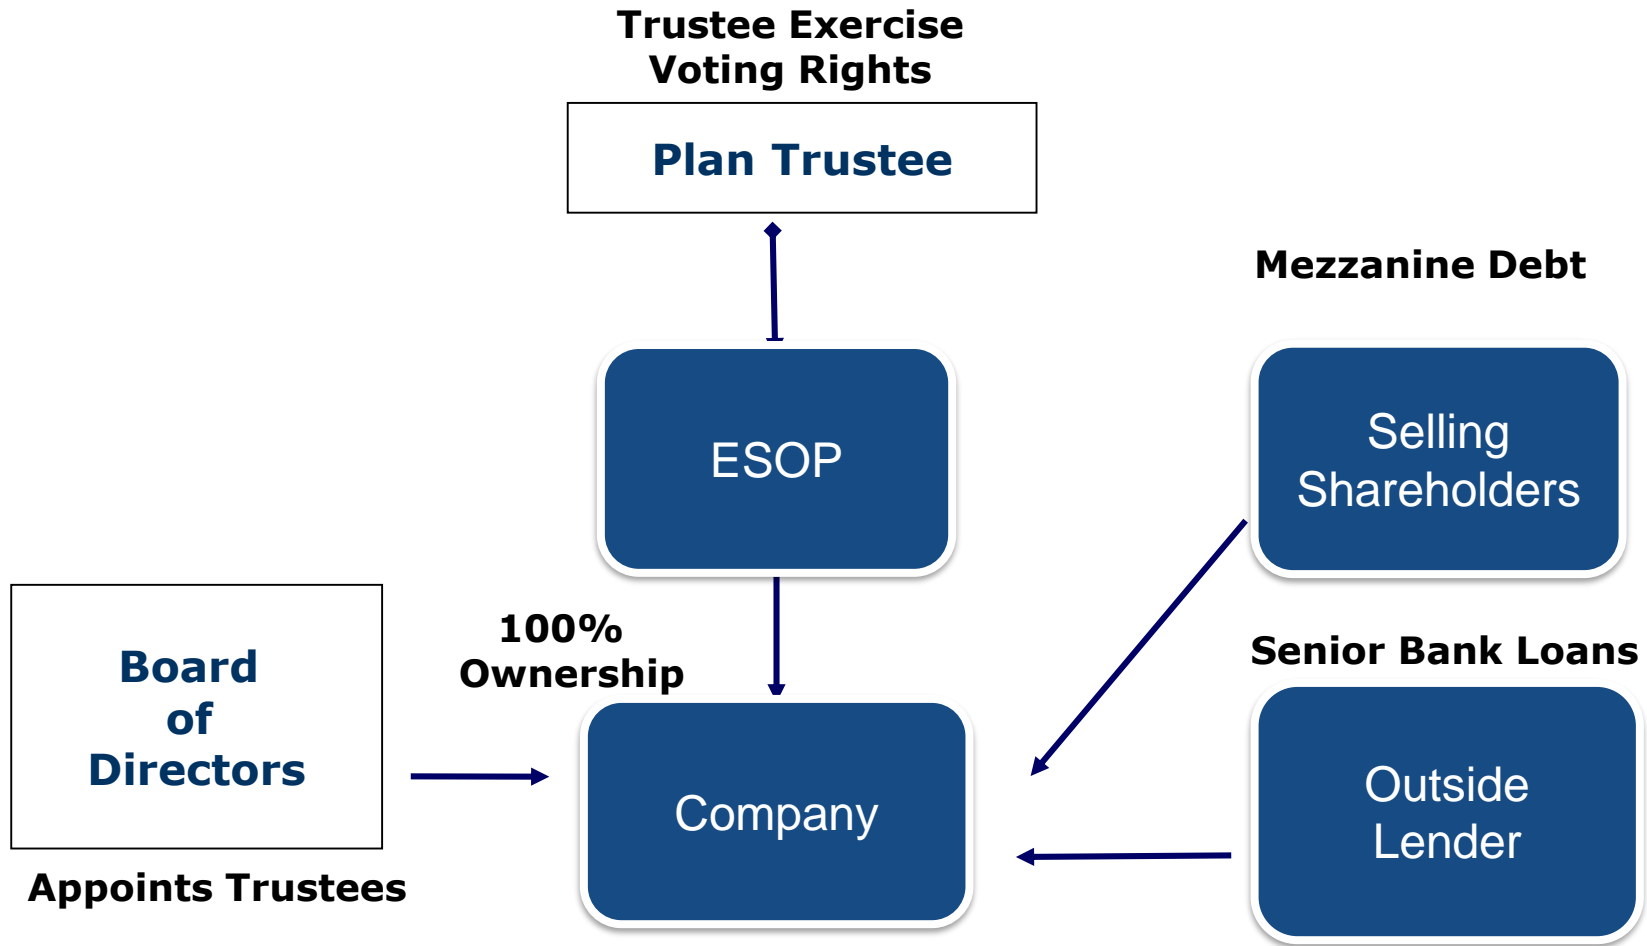 Trustee Exercise
Voting Rights
Plan Trustee
Mezzanine Debt
ESOP
Selling
Shareholders
100%
Ownership
Board
of
Directors
Senior Bank Loans
Company
Outside
Lender
Appoints Trustees